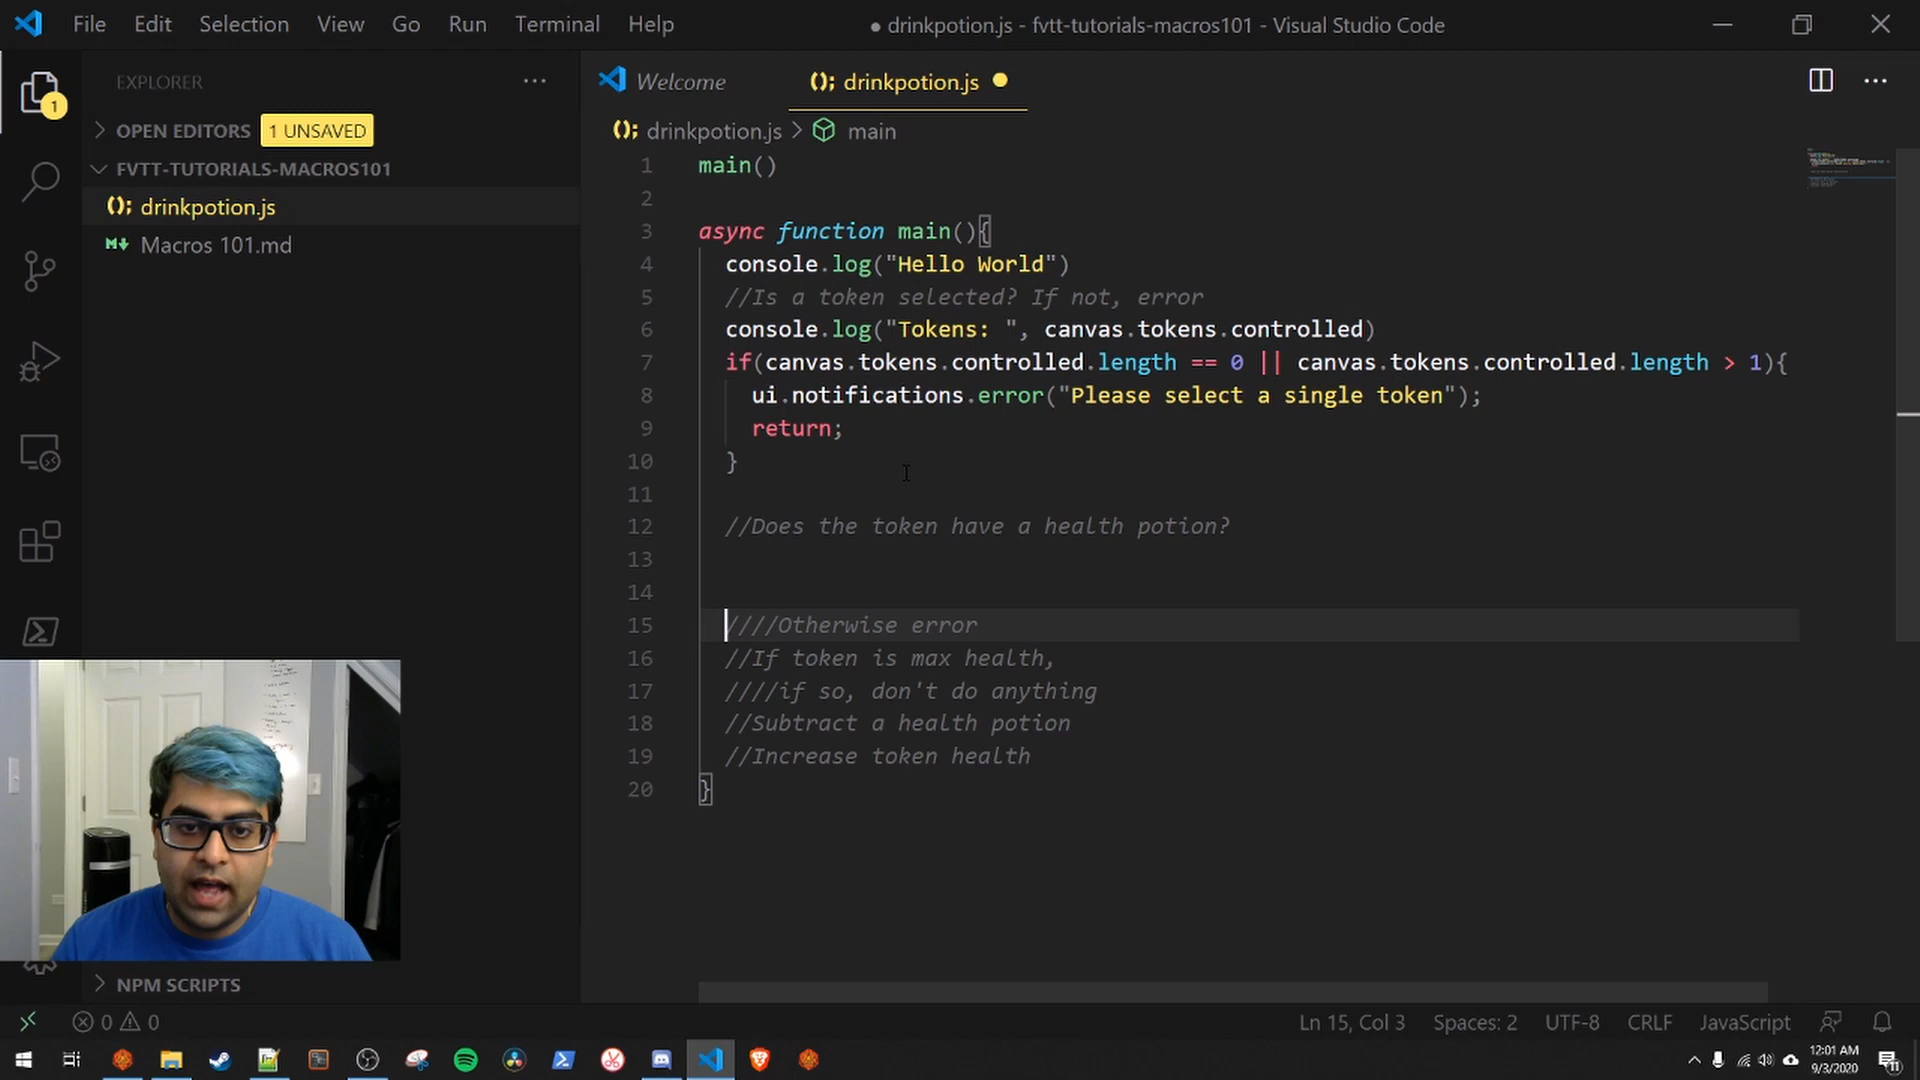 File Edit Selection View Go Run Terminal Help
● drinkpotion.js - fvtt-tutorials-macros101 - Visual Studio Code
EXPLORER
1
OPEN EDITORS 1 UNSAVED
FVTT-TUTORIALS-MACROS101
drinkpotion.js
Macros 101.md
NPM SCRIPTS
Welcome
drinkpotion.js
drinkpotion.js > main
1 main()
2
3 async function main(){
4 console.log("Hello World")
5 //Is a token selected? If not, error
6 console.log("Tokens: ", canvas.tokens.controlled)
7 if(canvas.tokens.controlled.length == 0 || canvas.tokens.controlled.length > 1){
8 ui.notifications.error("Please select a single token");
9 return;
10 }
11
12 //Does the token have a health potion?
13
14
15 ////Otherwise error
16 //If token is max health,
17 ////if so, don't do anything
18 //Subtract a health potion
19 //Increase token health
20 }
0 0
Ln 15, Col 3 Spaces: 2 UTF-8 CRLF JavaScript
12:01 AM
9/3/2020